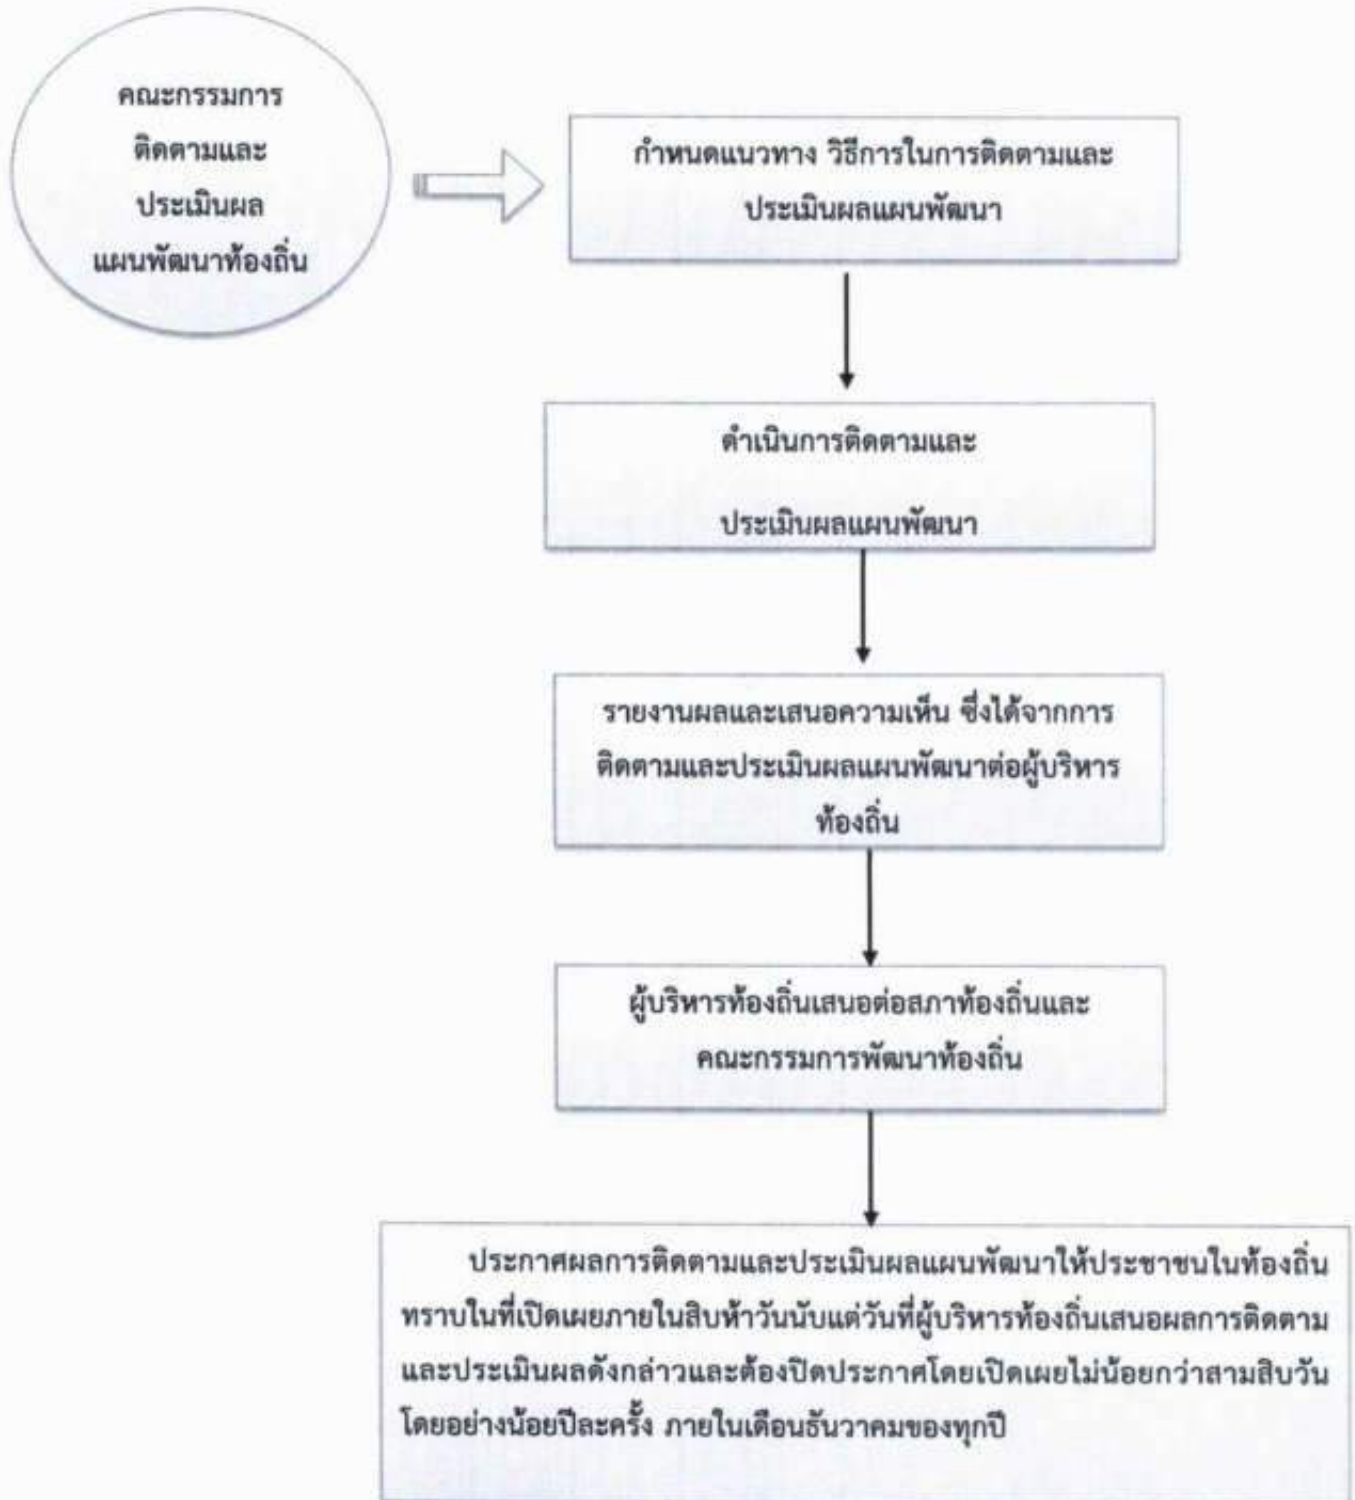 คณะกรรมการ
ติดตามและ
ประเมินผล
แผนพัฒนาท้องถิ่น
กำหนดแนวทาง วิธีการในการติดตามและ
ประเมินผลแผนพัฒนา
ดำเนินการติดตามและ
ประเมินผลแผนพัฒนา
รายงานผลและเสนอความเห็น ซึ่งได้จากการ
ติดตามและประเมินผลแผนพัฒนาต่อผู้บริหาร
ท้องถิ่น
ผู้บริหารท้องถิ่นเสนอต่อสภาท้องถิ่นและ
คณะกรรมการพัฒนาท้องถิ่น
ประกาศผลการติดตามและประเมินผลแผนพัฒนาให้ประชาชนในท้องถิ่น
ทราบในที่เปิดเผยภายในสิบห้าวันนับแต่วันที่ผู้บริหารท้องถิ่นเสนอผลการติดตาม
และประเมินผลดังกล่าวและต้องปิดประกาศโดยเปิดเผยไม่น้อยกว่าสามสิบวัน
โดยอย่างน้อยปีละครั้ง ภายในเดือนธันวาคมของทุกปี